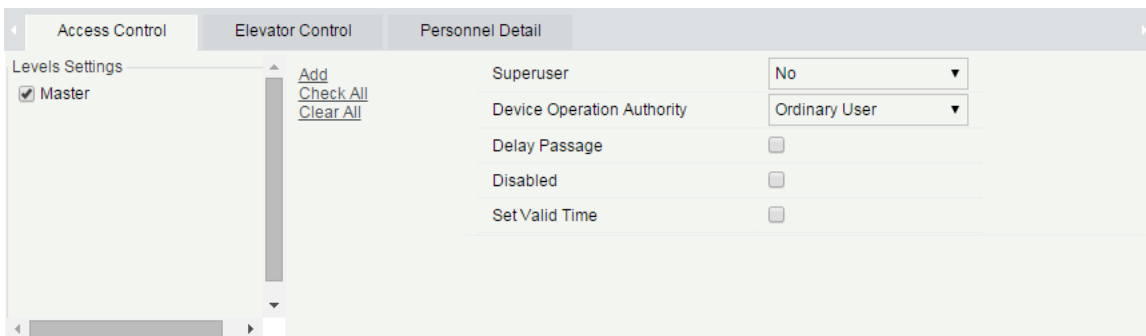 Access Control
Elevator Control
Personnel Detail
Levels Settings
Master
Add
Check All
Clear All
Superuser
No
Device Operation Authority
Ordinary User
Delay Passage
Disabled
Set Valid Time